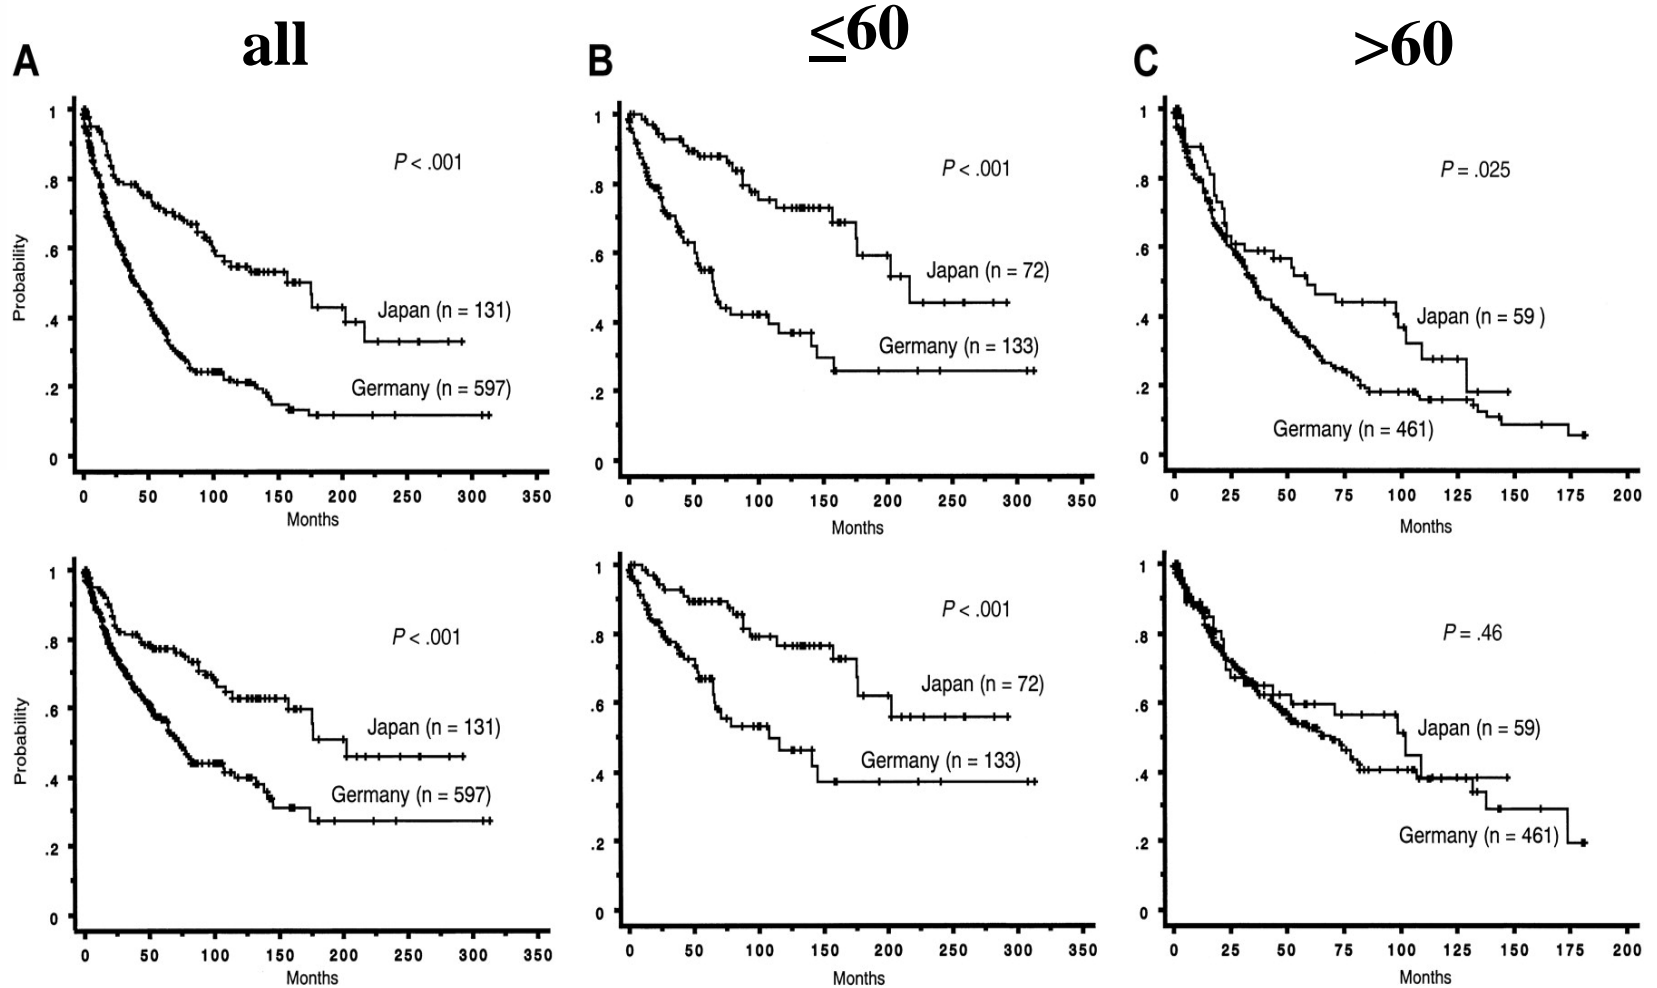 all
≤60
>60
A
B
C
1
.8
.6
.4
.2
0
Probability
P < .001
Japan (n = 131)
Germany (n = 597)
0 50 100 150 200 250 300 350
Months
1
.8
.6
.4
.2
0
P < .001
Japan (n = 72)
Germany (n = 133)
0 50 100 150 200 250 300 350
Months
1
.8
.6
.4
.2
0
P = .025
Japan (n = 59 )
Germany (n = 461)
0 25 50 75 100 125 150 175 200
Months
1
.8
.6
.4
.2
0
Probability
P < .001
Japan (n = 131)
Germany (n = 597)
0 50 100 150 200 250 300 350
Months
1
.8
.6
.4
.2
0
P < .001
Japan (n = 72)
Germany (n = 133)
0 50 100 150 200 250 300 350
Months
1
.8
.6
.4
.2
0
P = .46
Japan (n = 59)
Germany (n = 461)
0 25 50 75 100 125 150 175 200
Months